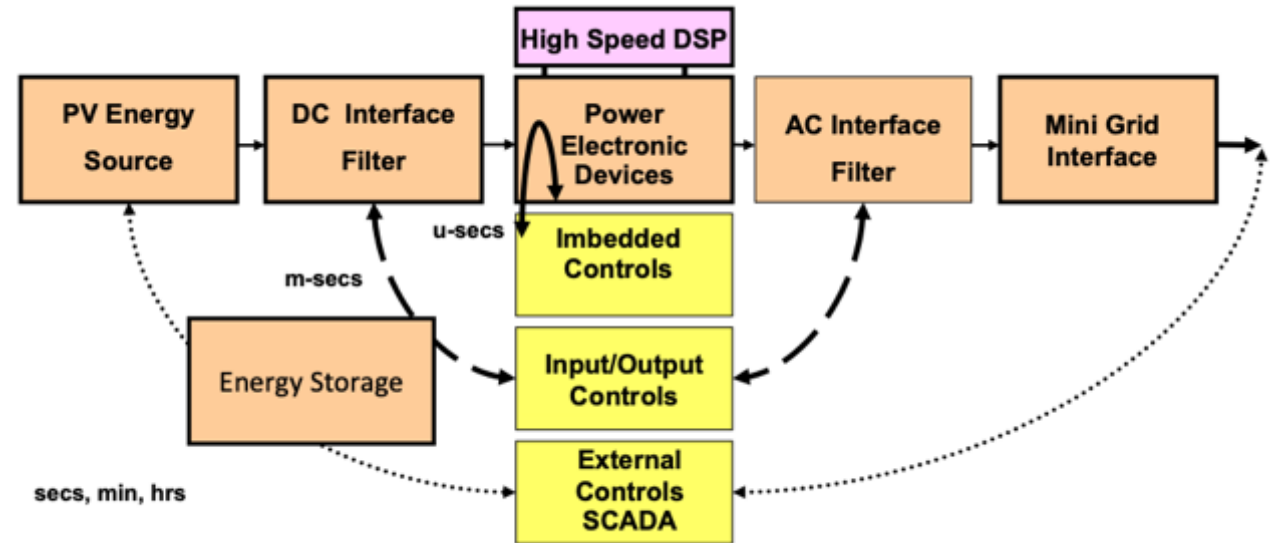 High Speed DSP
PV Energy
Source
DC Interface
Filter
Power
Electronic
Devices
AC Interface
Filter
Mini Grid
Interface
u-secs
Imbedded
Controls
m-secs
Energy Storage
Input/Output
Controls
External
Controls
SCADA
secs, min, hrs